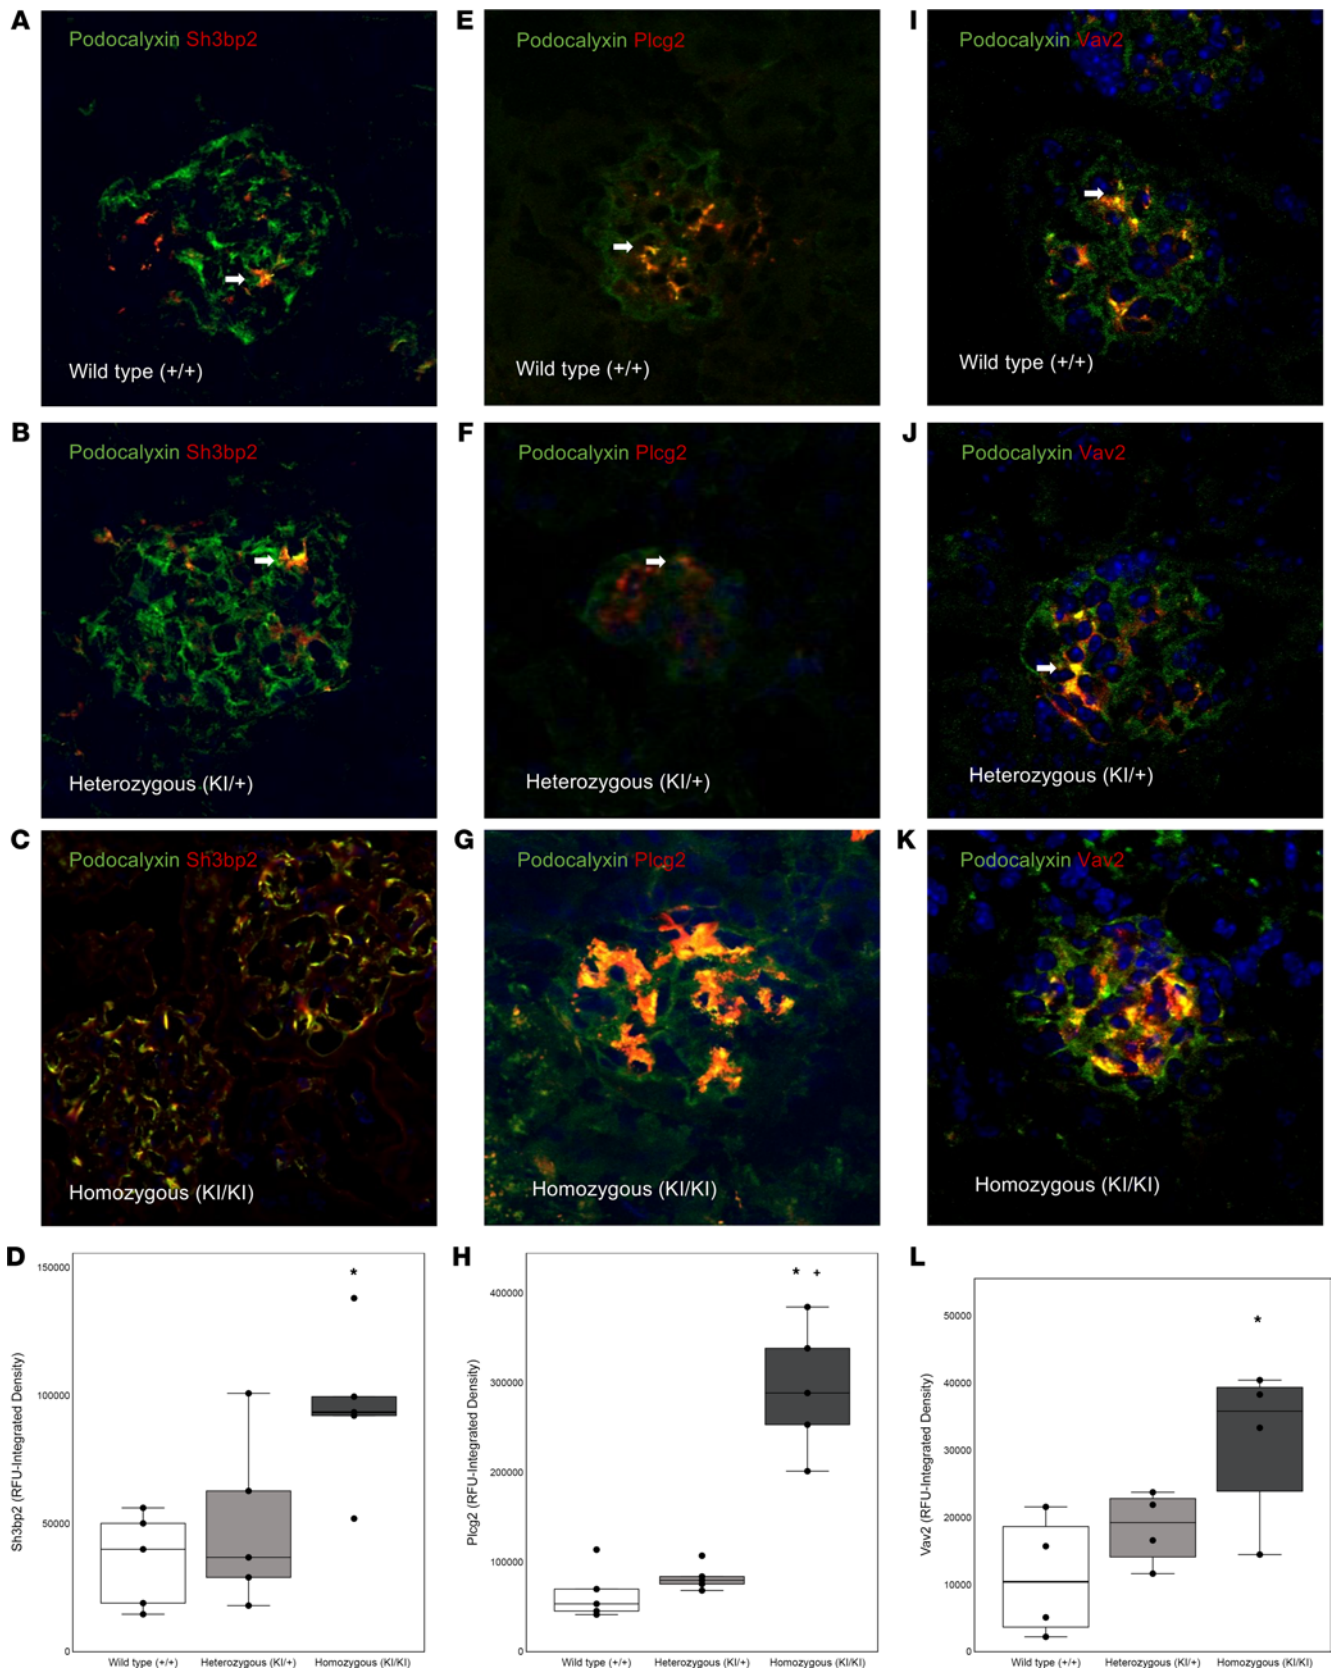 A
Podocalyxin Sh3bp2
Wild type (+/+)
E
Podocalyxin Plcg2
Wild type (+/+)
I
Podocalyxin Vav2
Wild type (+/+)
B
Podocalyxin Sh3bp2
Heterozygous (KI/+)
F
Podocalyxin Plcg2
Heterozygous (KI/+)
J
Podocalyxin Vav2
Heterozygous (KI/+)
C
Podocalyxin Sh3bp2
Homozygous (KI/KI)
G
Podocalyxin Plcg2
Homozygous (KI/KI)
K
Podocalyxin Vav2
Homozygous (KI/KI)
D
Sh3bp2 (RFU-Integrated Density)
150000
100000
50000
0
*
Wild type (+/+) Heterozygous (KI/+) Homozygous (KI/KI)
H
Plcg2 (RFU-Integrated Density)
400000
300000
200000
100000
0
* +
Wild type (+/+) Heterozygous (KI/+) Homozygous (KI/KI)
L
Vav2 (RFU-Integrated Density)
50000
40000
30000
20000
10000
0
*
Wild type (+/+) Heterozygous (KI/+) Homozygous (KI/KI)